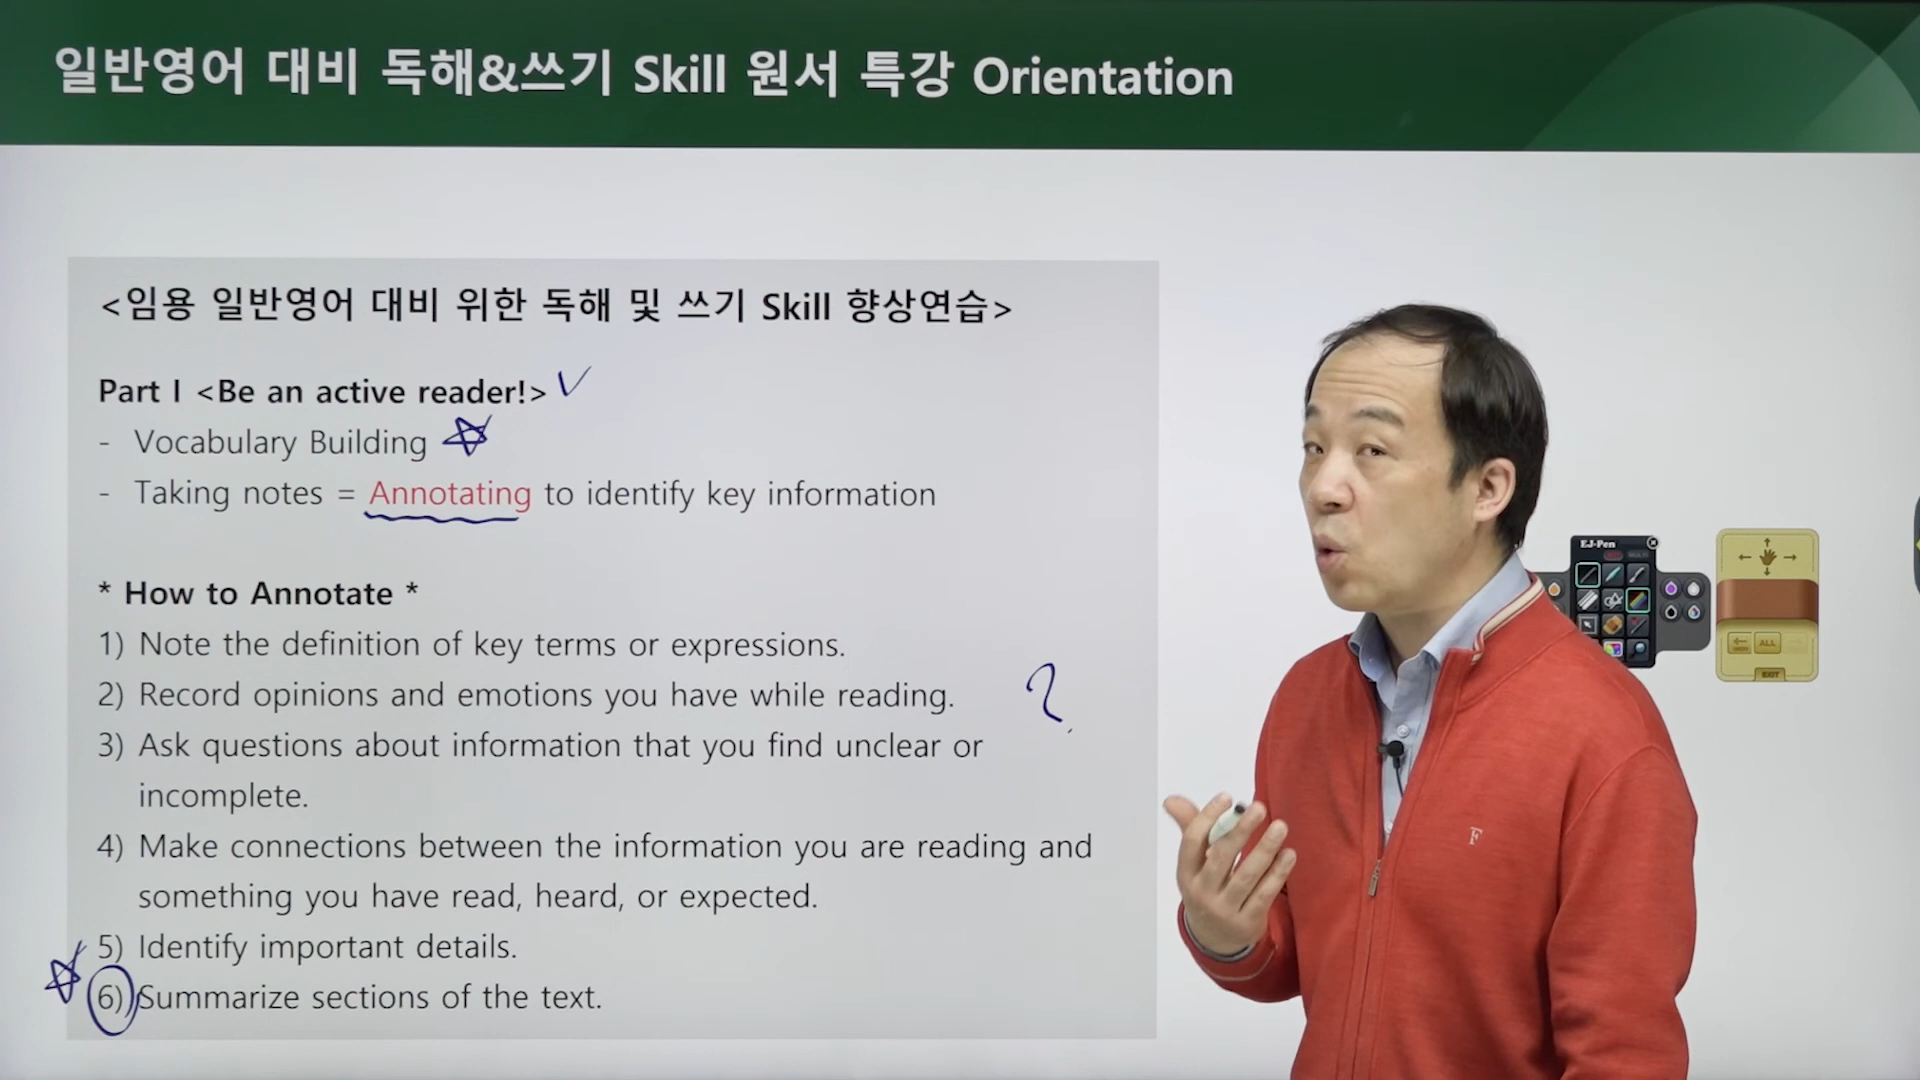 일반영어 대비 독해&쓰기 Skill 원서 특강 Orientation
<임용 일반영어 대비 위한 독해 및 쓰기 Skill 향상연습>
Part I <Be an active reader!>
- Vocabulary Building
- Taking notes = Annotating to identify key information
* How to Annotate *
1) Note the definition of key terms or expressions.
2) Record opinions and emotions you have while reading.
?
3) Ask questions about information that you find unclear or
incomplete.
4) Make connections between the information you are reading and
something you have read, heard, or expected.
5) Identify important details.
6) Summarize sections of the text.
EJ-Pen
ALL
EXIT
F